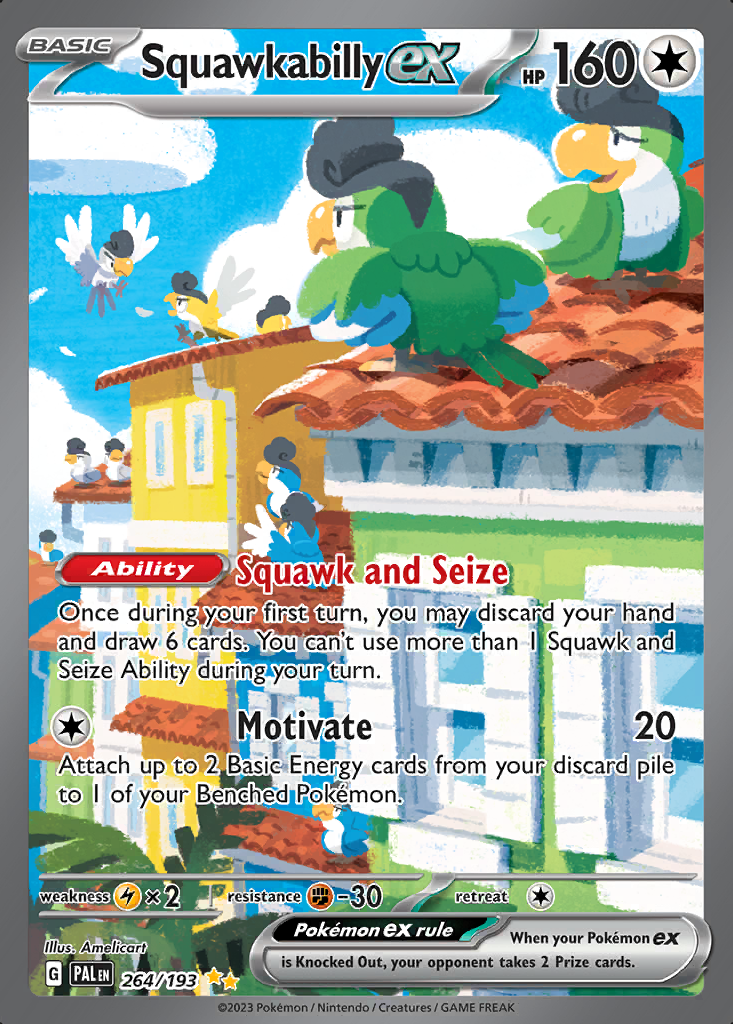 BASIC
Squawkabilly ex
HP 160
Ability Squawk and Seize
Once during your first turn, you may discard your hand
and draw 6 cards. You can't use more than 1 Squawk and
Seize Ability during your turn.
Motivate 20
Attach up to 2 Basic Energy cards from your discard pile
to 1 of your Benched Pokémon.
weakness ×2 resistance -30 retreat
Illus. Amelicart
Pokémon ex rule When your Pokémon ex
is Knocked Out, your opponent takes 2 Prize cards.
G PAL EN 264/193
©2023 Pokémon / Nintendo / Creatures / GAME FREAK